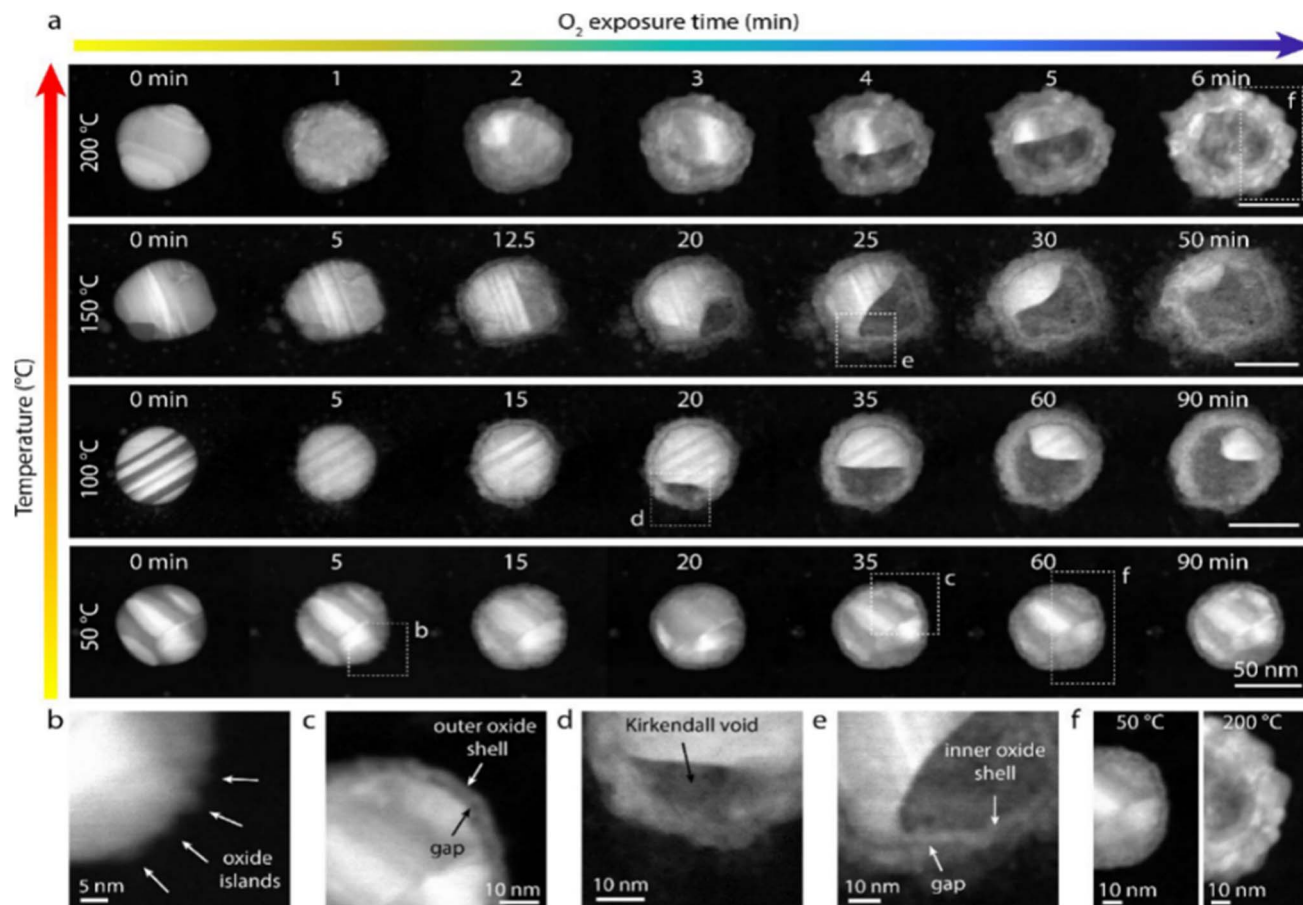 a
O2 exposure time (min)
Temperature (°C)
200 °C
0 min 1 2 3 4 5 6 min
f
150 °C
0 min 5 12.5 20 25 30 50 min
e
100 °C
0 min 5 15 20 35 60 90 min
d
50 °C
0 min 5 15 20 35 60 90 min
b c f
50 nm
b
oxide
islands
5 nm
c
outer oxide
shell
gap
10 nm
d
Kirkendall void
10 nm
e
inner oxide
shell
gap
10 nm
f
50 °C
10 nm
200 °C
10 nm